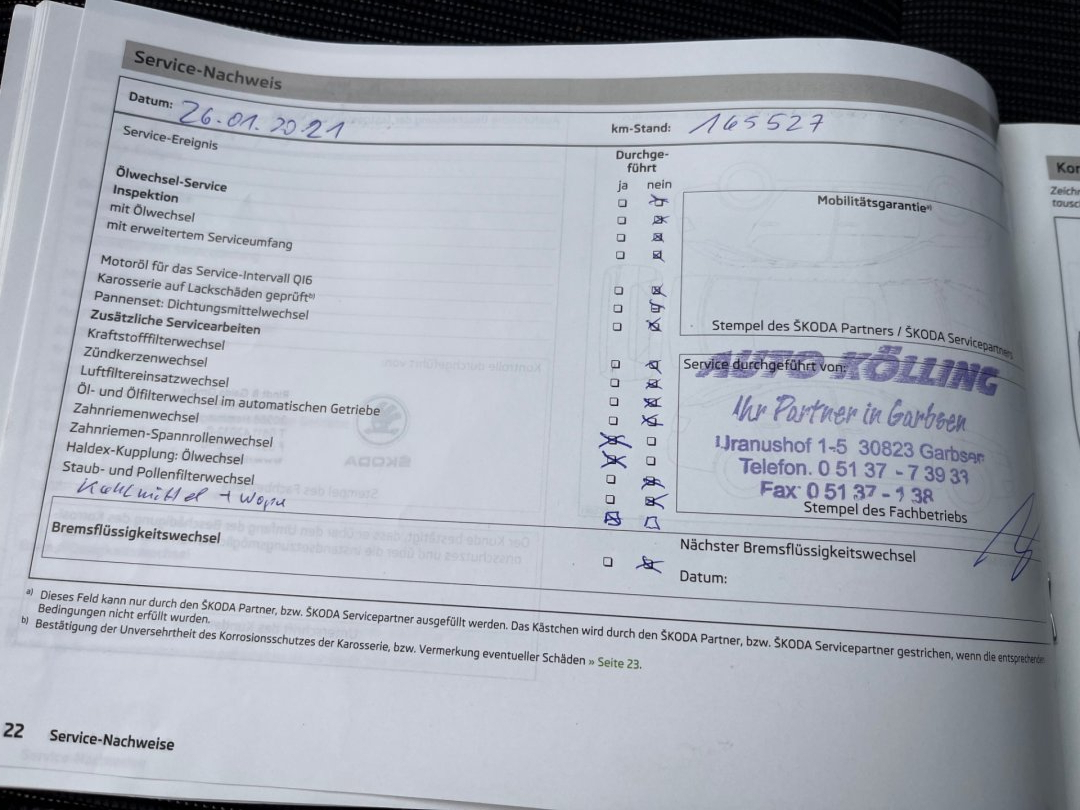 Service-Nachweis
Datum: 26.01.2021
km-Stand: 165527
Service-Ereignis
Durchge-
führt
ja nein
Ölwechsel-Service
Inspektion
mit Ölwechsel
mit erweitertem Serviceumfang
Motoröl für das Service-Intervall QI6
Karosserie auf Lackschäden geprüftb)
Pannenset: Dichtungsmittelwechsel
Zusätzliche Servicearbeiten
Kraftstofffilterwechsel
Zündkerzenwechsel
Luftfiltereinsatzwechsel
Öl- und Ölfilterwechsel im automatischen Getriebe
Zahnriemenwechsel
Zahnriemen-Spannrollenwechsel
Haldex-Kupplung: Ölwechsel
Staub- und Pollenfilterwechsel
Kühlmittel +
Bremsflüssigkeitswechsel
Mobilitätsgarantiea)
Stempel des ŠKODA Partners / ŠKODA Servicepartners
Service durchgeführt von:
AUTO KÖLLING
Ihr Partner in Garbsen
Uranushof 1-5 30823 Garbsen
Telefon. 0 51 37 - 7 39 33
Fax 0 51 37 - 1 38
Stempel des Fachbetriebs
Nächster Bremsflüssigkeitswechsel
Datum:
a) Dieses Feld kann nur durch den ŠKODA Partner, bzw. ŠKODA Servicepartner ausgefüllt werden. Das Kästchen wird durch den ŠKODA Partner, bzw. ŠKODA Servicepartner gestrichen, wenn die entsprechenden
Bedingungen nicht erfüllt wurden.
b) Bestätigung der Unversehrtheit des Korrosionsschutzes der Karosserie, bzw. Vermerkung eventueller Schäden » Seite 23.
22 Service-Nachweise